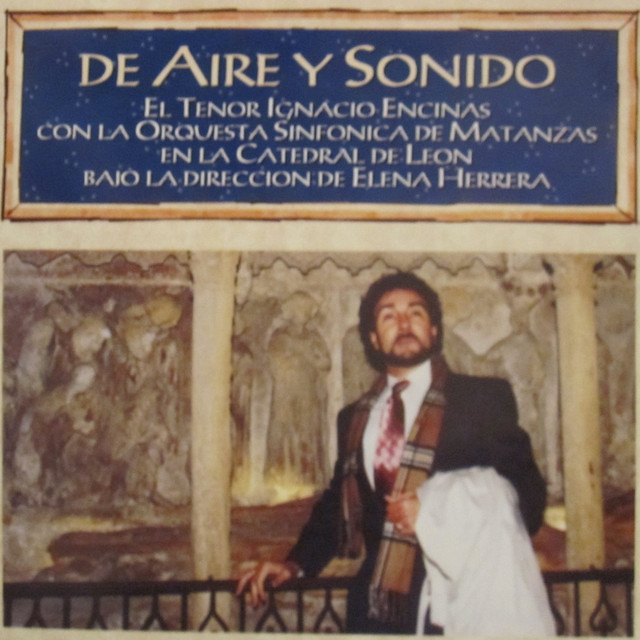 DE AIRE Y SONIDO
EL TENOR IGNACIO ENCINAS
CON LA ORQUESTA SINFONICA DE MATANZAS
EN LA CATEDRAL DE LEON
BAJO LA DIRECCION DE ELENA HERRERA